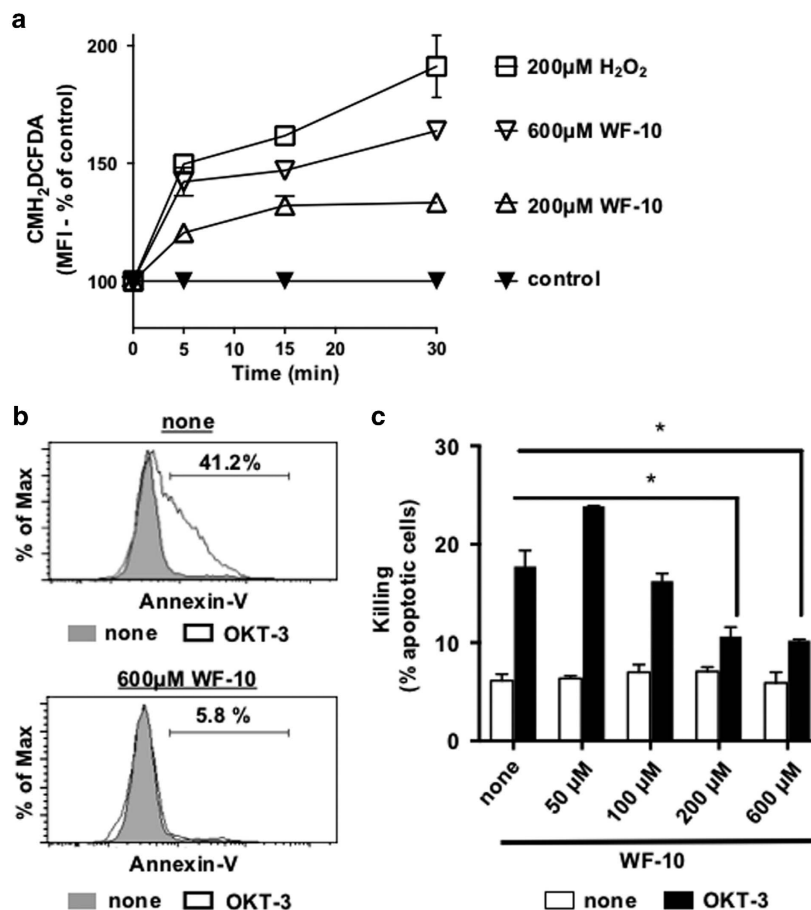 a
200
150
100
CMH₂DCFDA
(MFI - % of control)
0 5 10 15 20 30
Time (min)
200µM H₂O₂
600µM WF-10
200µM WF-10
control
b
none
41.2%
% of Max
Annexin-V
none OKT-3
600µM WF-10
5.8 %
% of Max
Annexin-V
none OKT-3
c
30
20
10
0
Killing
(% apoptotic cells)
*
*
none 50 µM 100 µM 200 µM 600 µM
WF-10
none OKT-3